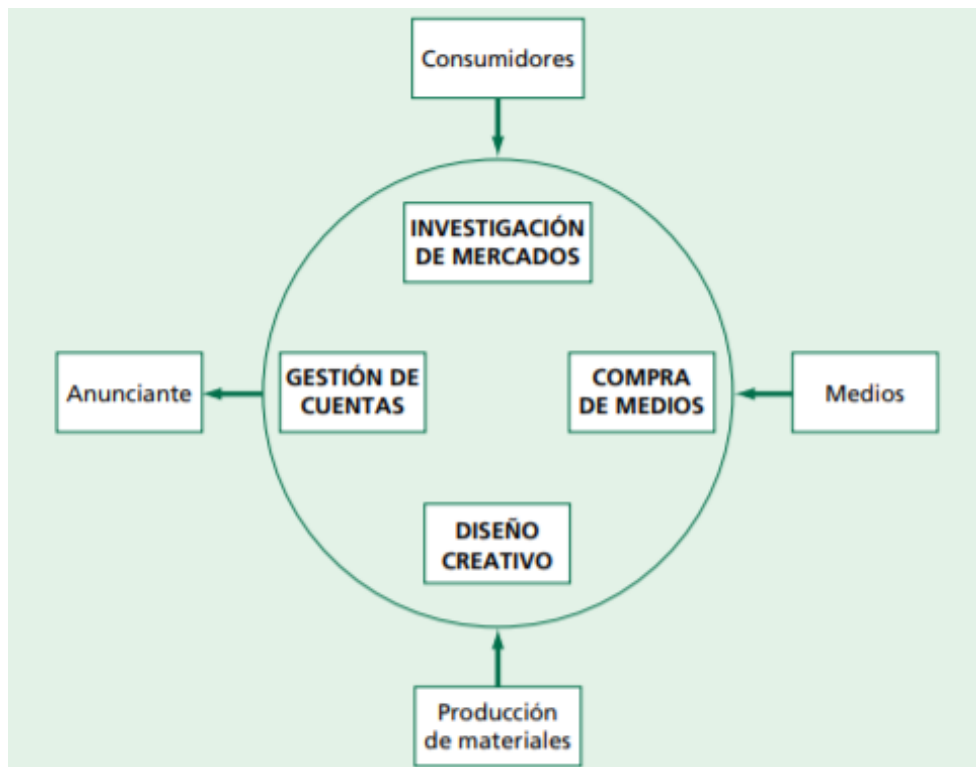 Consumidores
INVESTIGACIÓN
DE MERCADOS
Anunciante
GESTIÓN DE
CUENTAS
COMPRA
DE MEDIOS
Medios
DISEÑO
CREATIVO
Producción
de materiales